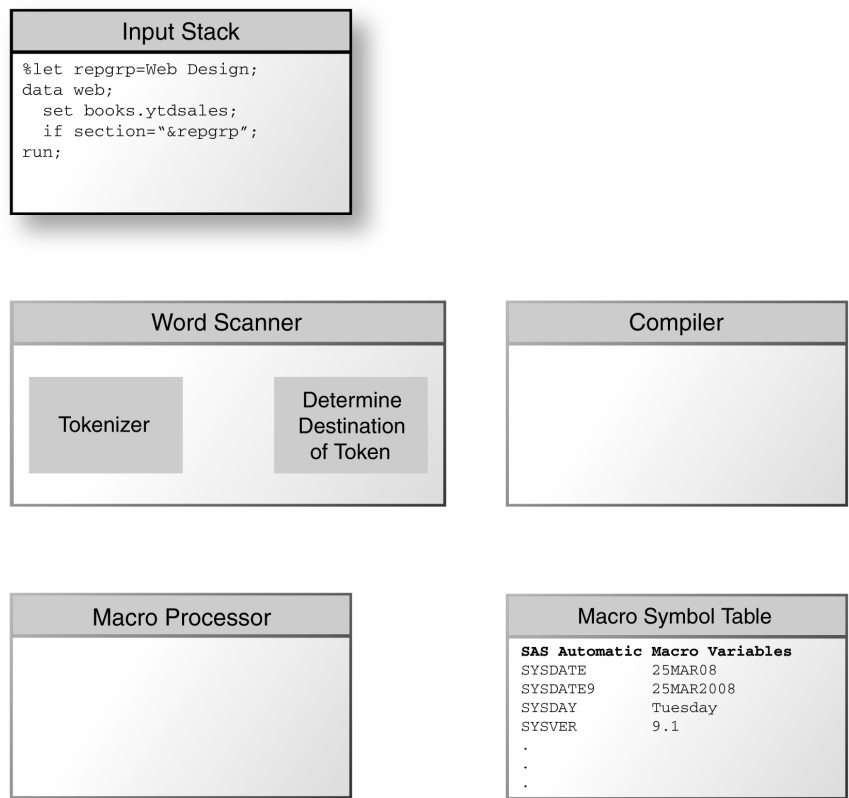 Input Stack
%let repgrp=Web Design;
data web;
  set books.ytdsales;
  if section=“&repgrp”;
run;
Word Scanner
Tokenizer
Determine
Destination
of Token
Compiler
Macro Processor
Macro Symbol Table
SAS Automatic Macro Variables
SYSDATE 25MAR08
SYSDATE9 25MAR2008
SYSDAY Tuesday
SYSVER 9.1
.
.
.